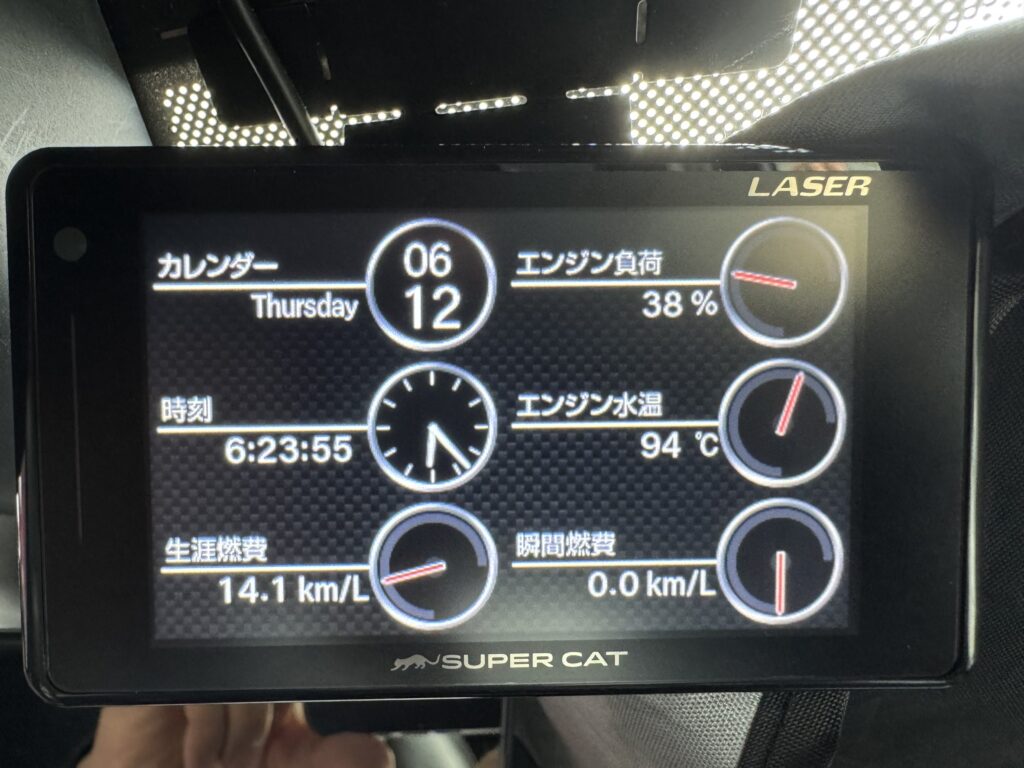 LASER
カレンダー
Thursday
06
12
エンジン負荷
38 %
時刻
6:23:55
エンジン水温
94 ℃
生涯燃費
14.1 km/L
瞬間燃費
0.0 km/L
SUPER CAT